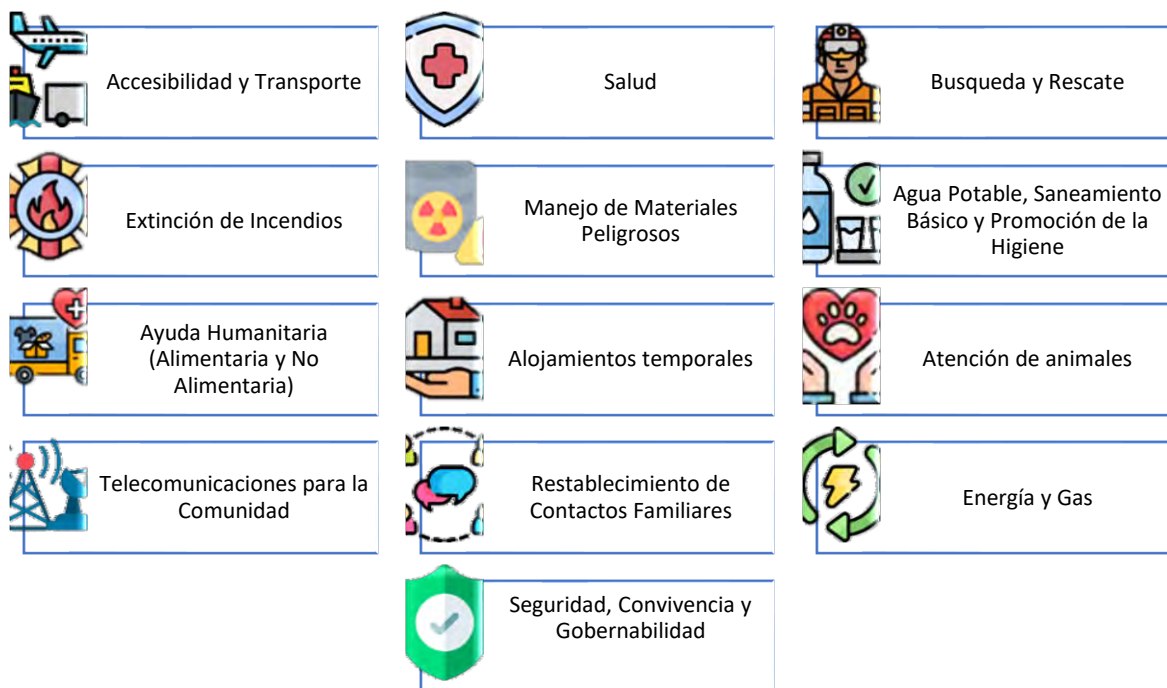 Accesibilidad y Transporte
Salud
Busqueda y Rescate
Extinción de Incendios
Manejo de Materiales
Peligrosos
Agua Potable, Saneamiento
Básico y Promoción de la
Higiene
Ayuda Humanitaria
(Alimentaria y No
Alimentaria)
Alojamientos temporales
Atención de animales
Telecomunicaciones para la
Comunidad
Restablecimiento de
Contactos Familiares
Energía y Gas
Seguridad, Convivencia y
Gobernabilidad